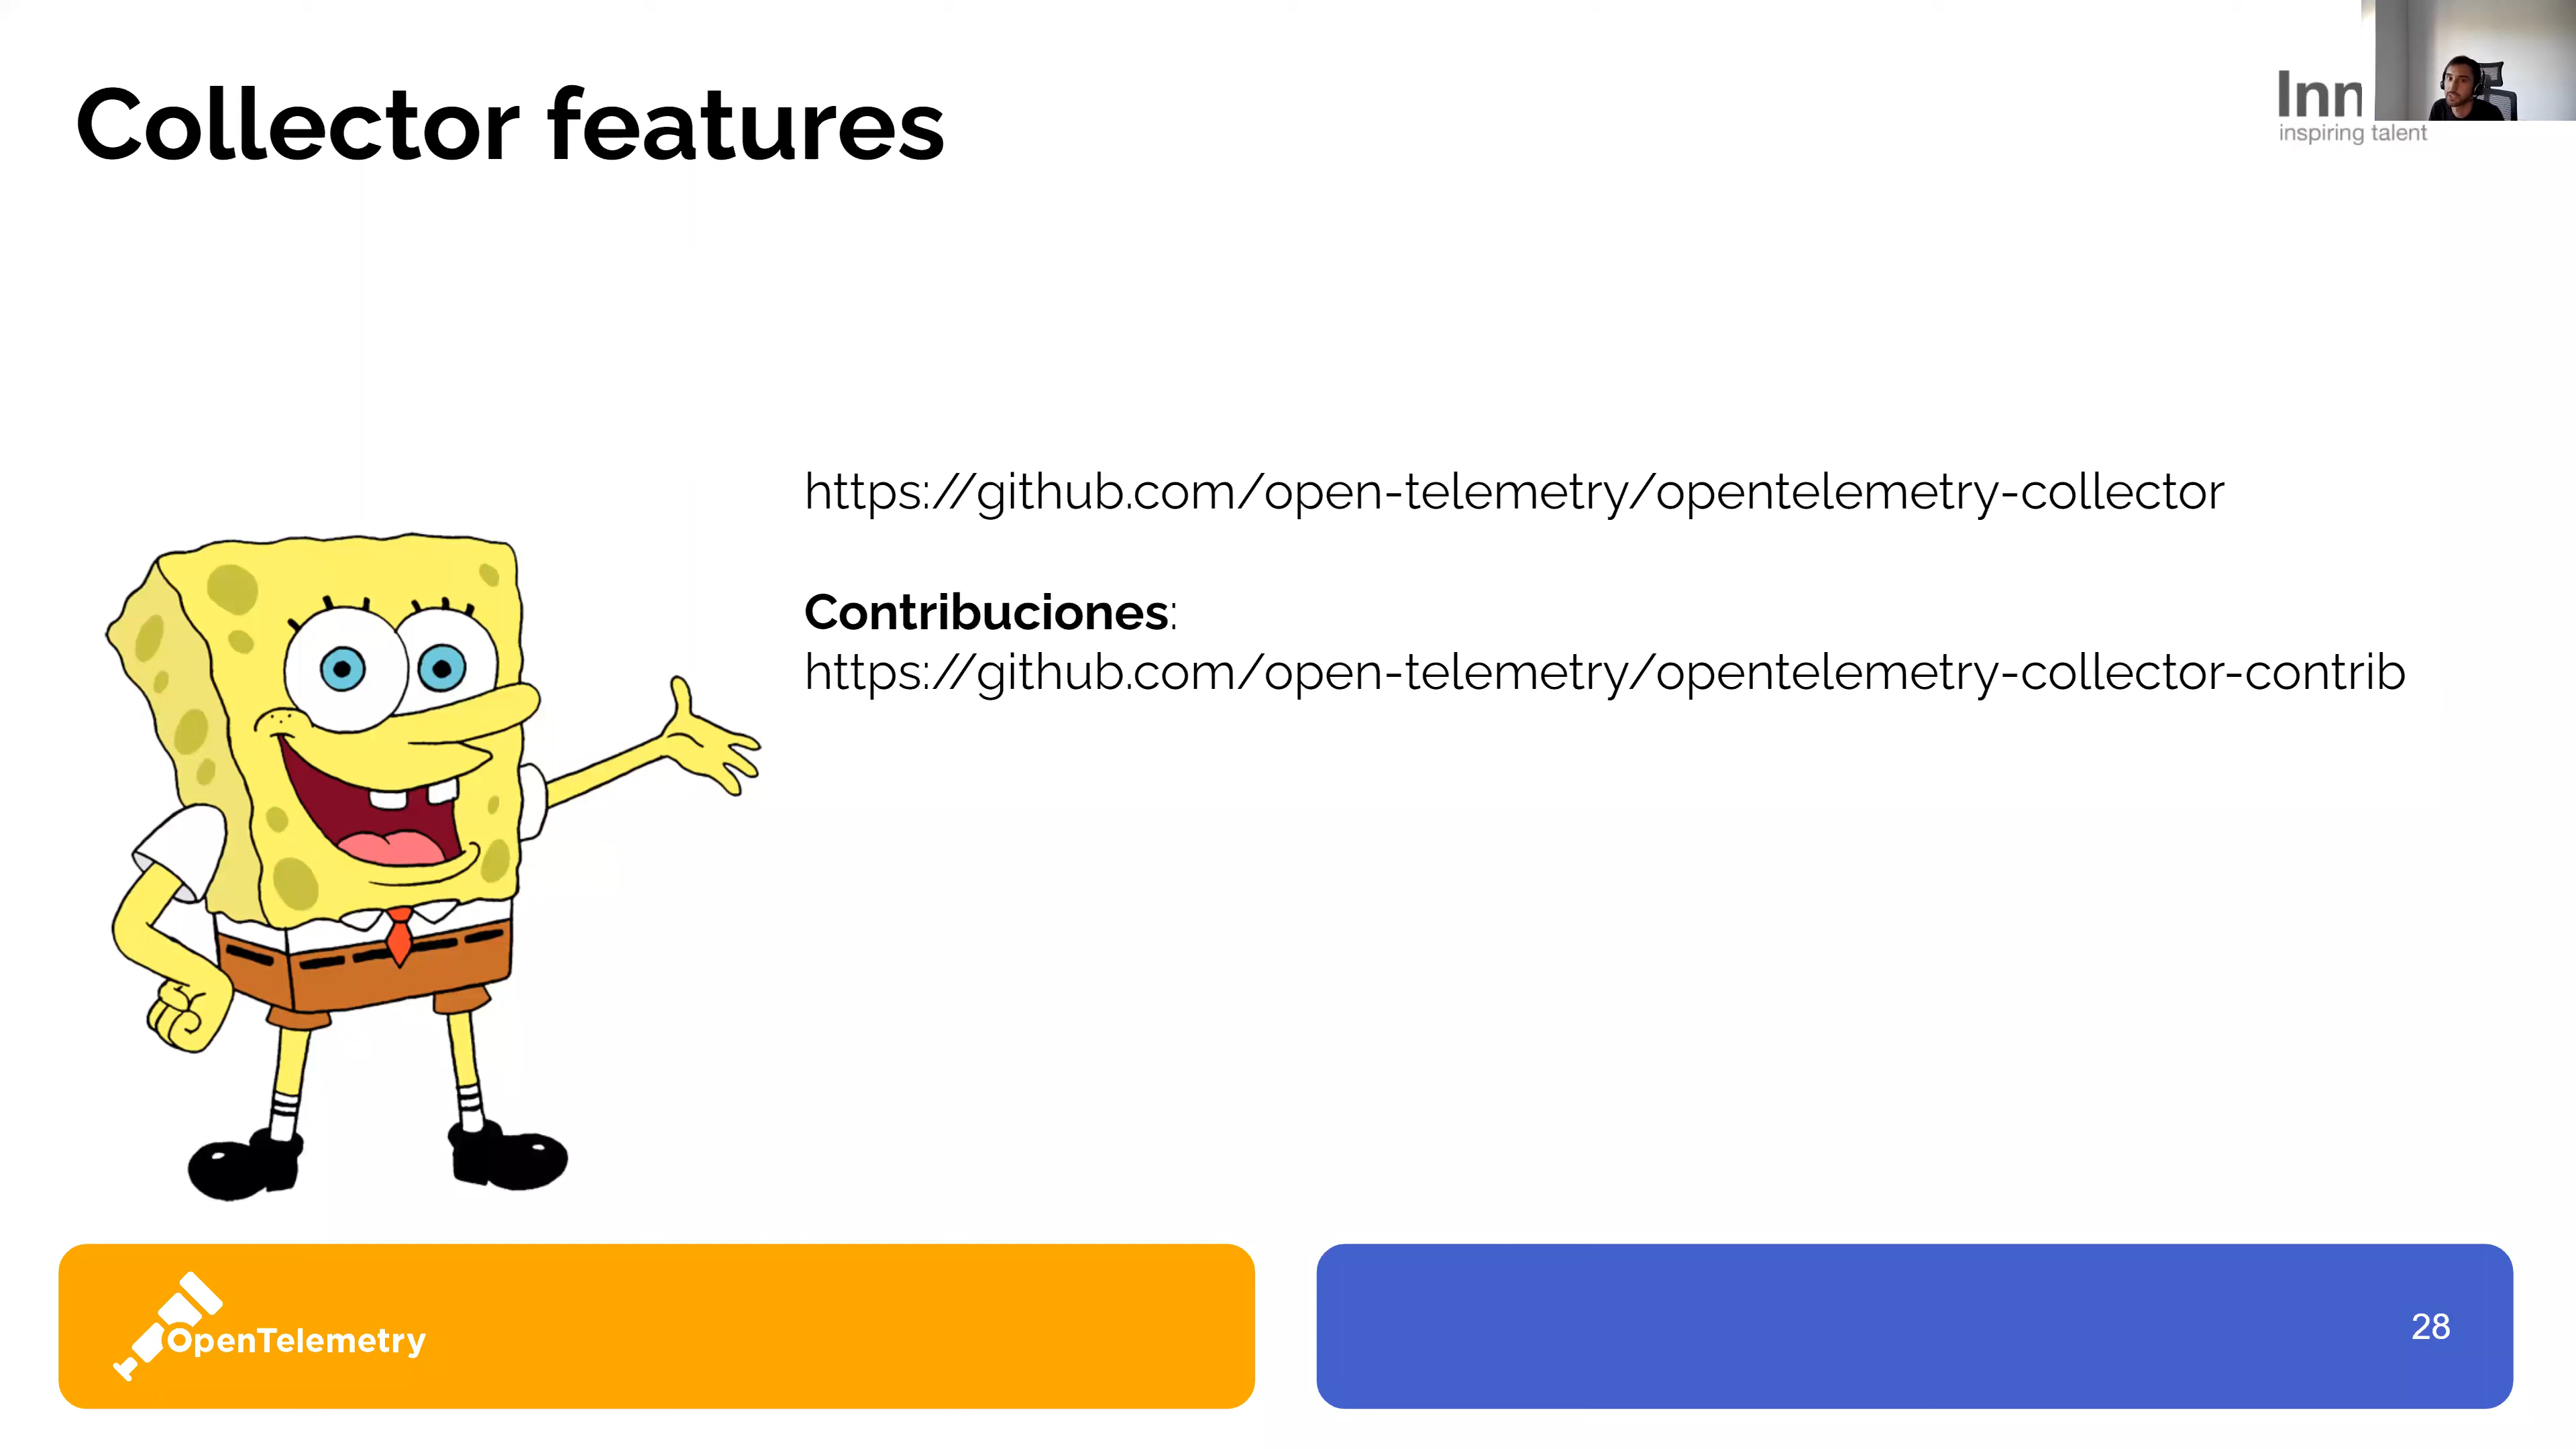 Collector features
inspiring talent
https://github.com/open-telemetry/opentelemetry-collector
Contribuciones:
https://github.com/open-telemetry/opentelemetry-collector-contrib
OpenTelemetry
28